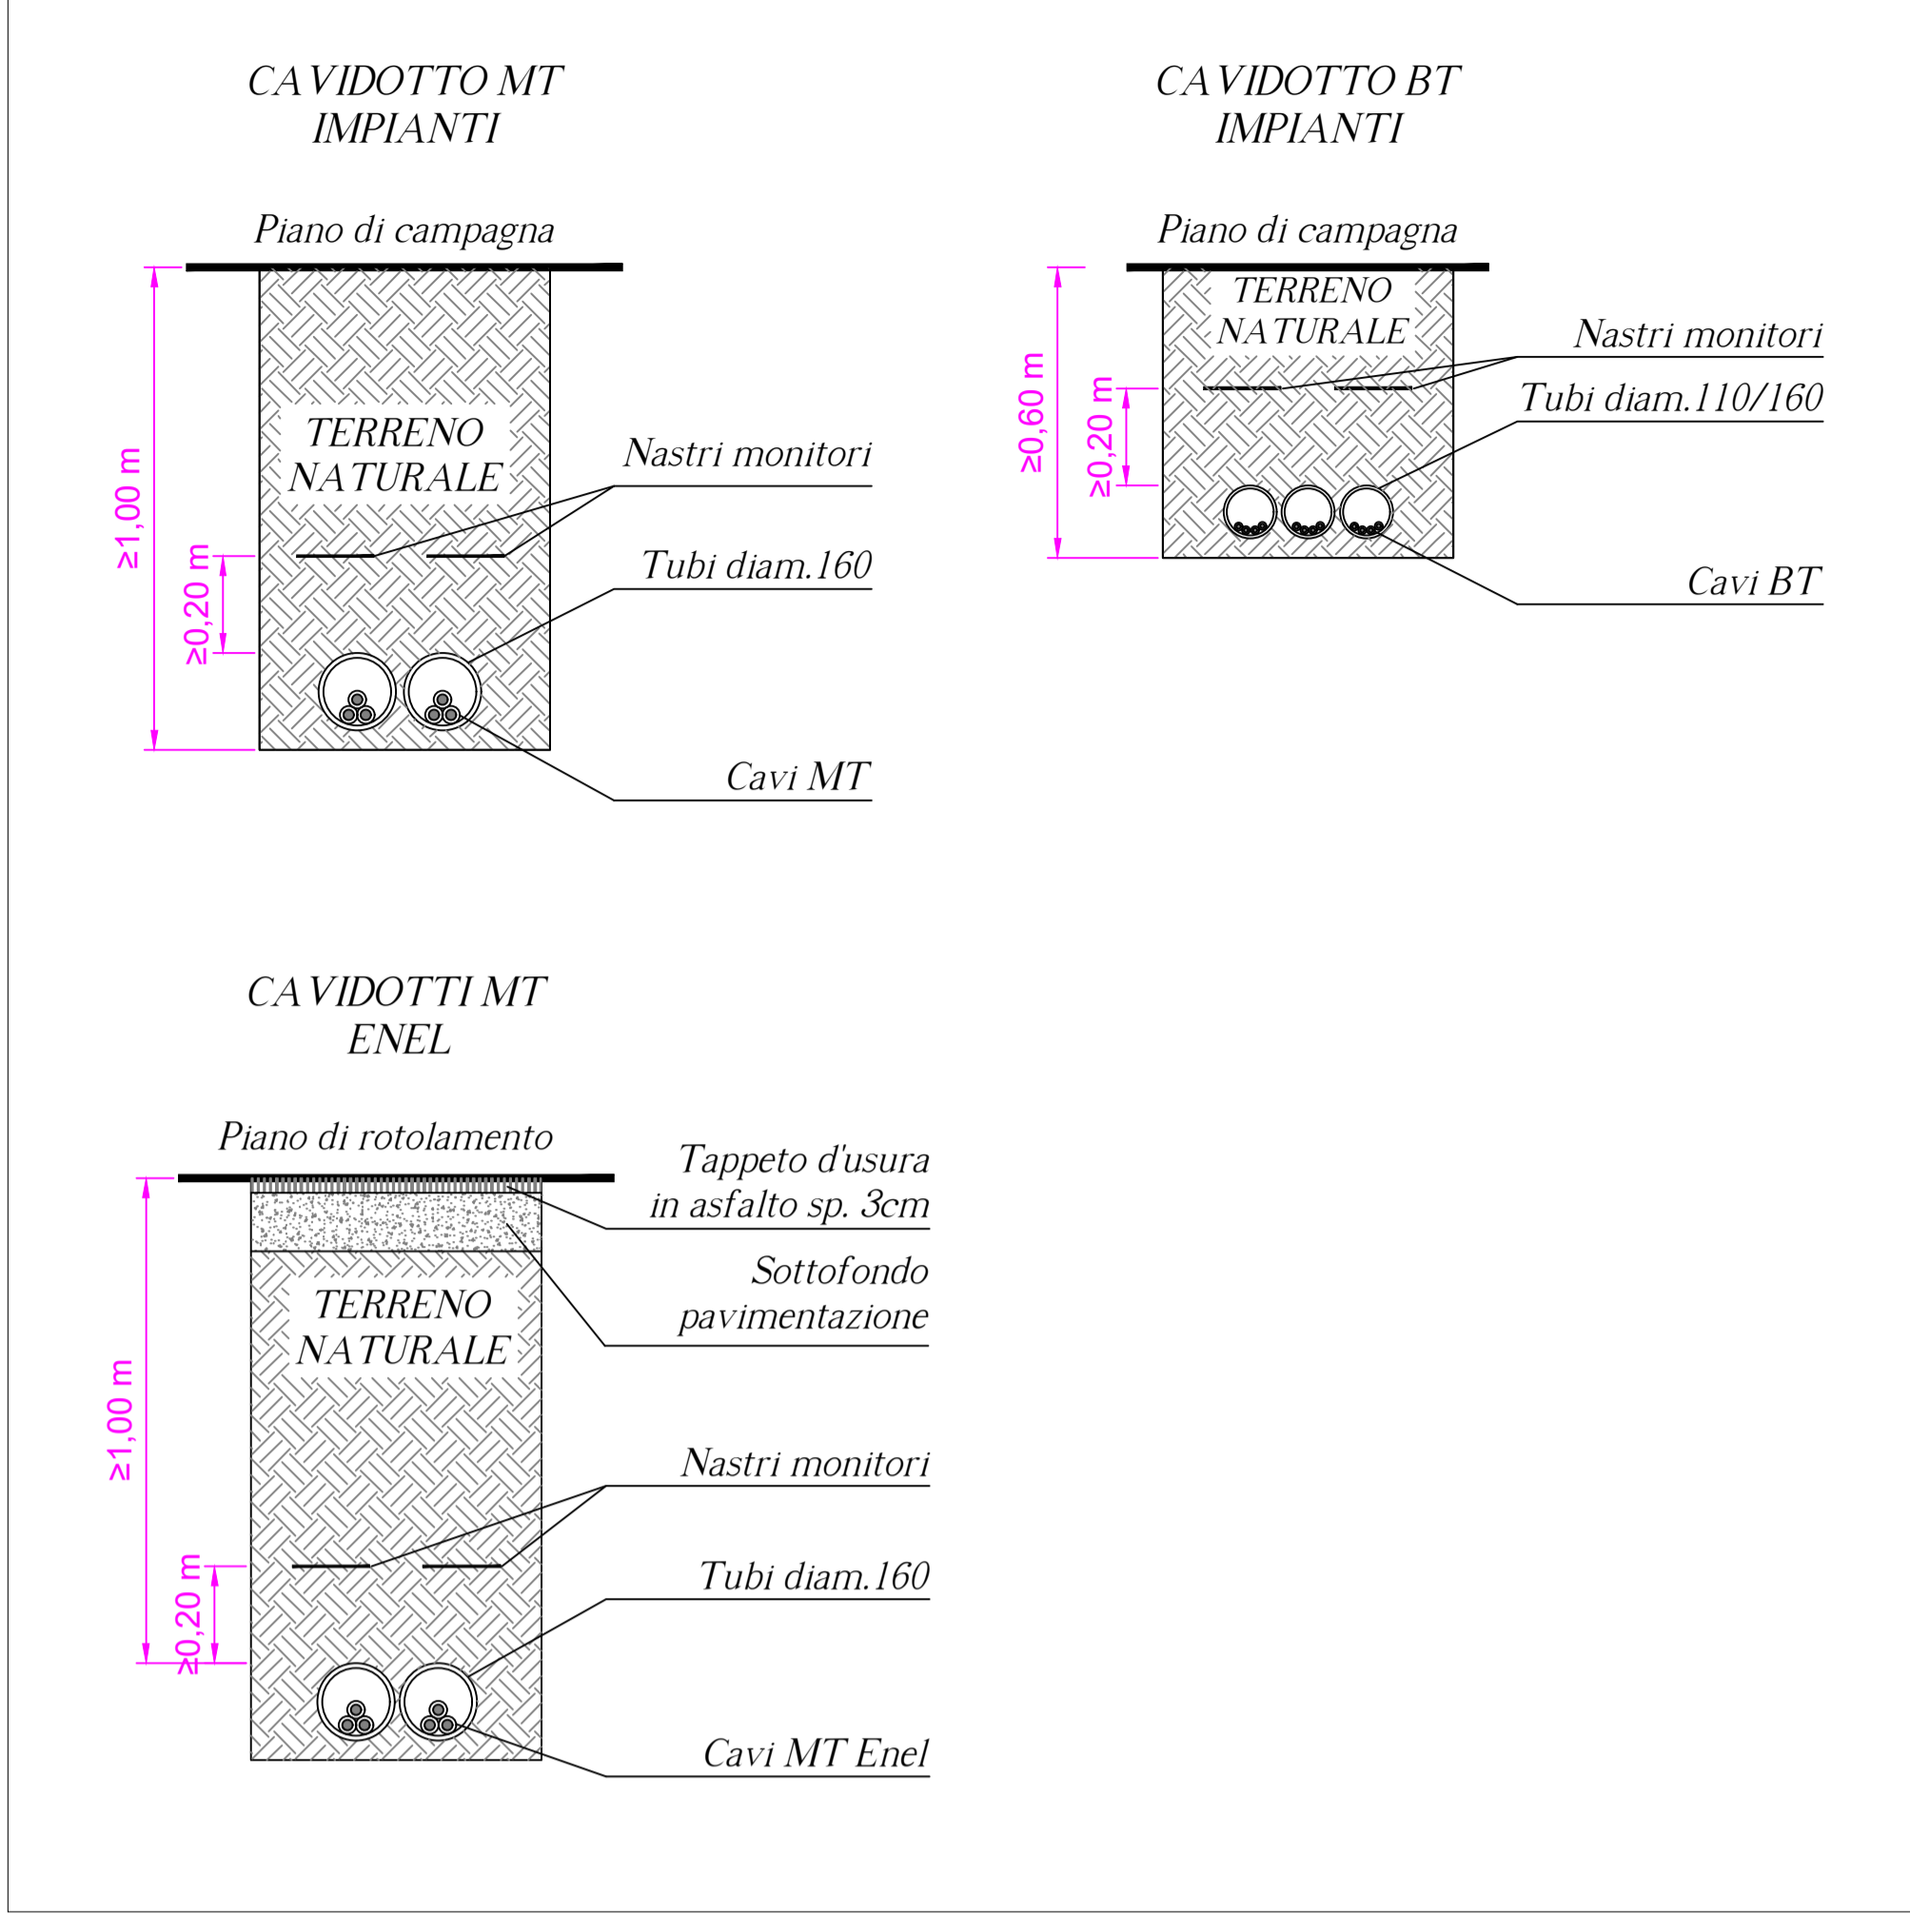 CAVIDOTTO MT
IMPIANTI
Piano di campagna
TERRENO
NATURALE
≥1,00 m
≥0,20 m
Nastri monitori
Tubi diam.160
Cavi MT
CAVIDOTTO BT
IMPIANTI
Piano di campagna
TERRENO
NATURALE
≥0,60 m
≥0,20 m
Nastri monitori
Tubi diam.110/160
Cavi BT
CAVIDOTTI MT
ENEL
Piano di rotolamento
Tappeto d'usura
in asfalto sp. 3cm
Sottofondo
pavimentazione
TERRENO
NATURALE
≥1,00 m
≥0,20 m
Nastri monitori
Tubi diam.160
Cavi MT Enel